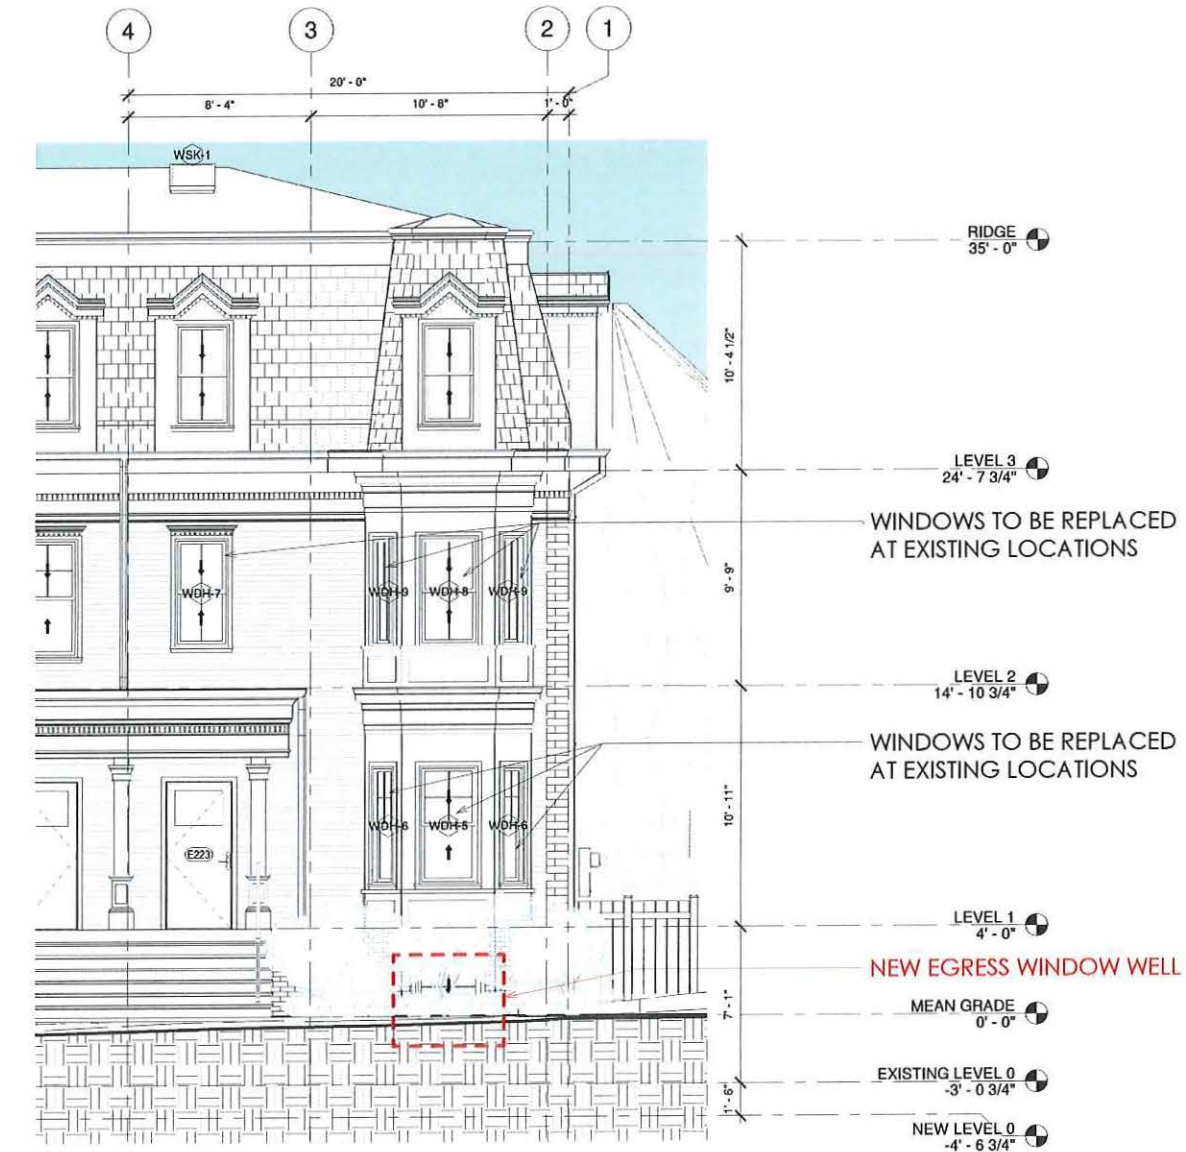 4
3
2
1
20' - 0"
8' - 4"
10' - 8"
1' - 0"
WSK-1
RIDGE
35' - 0"
10' - 4 1/2"
LEVEL 3
24' - 7 3/4"
WINDOWS TO BE REPLACED
AT EXISTING LOCATIONS
9' - 9"
WDH-7
WDH-9
WDH-8
WDH-9
LEVEL 2
14' - 10 3/4"
WINDOWS TO BE REPLACED
AT EXISTING LOCATIONS
10' - 11"
WDH-6
WDH-5
WDH-6
E223
LEVEL 1
4' - 0"
NEW EGRESS WINDOW WELL
7' - 1"
MEAN GRADE
0' - 0"
EXISTING LEVEL 0
-3' - 0 3/4"
1' - 6"
NEW LEVEL 0
-4' - 6 3/4"